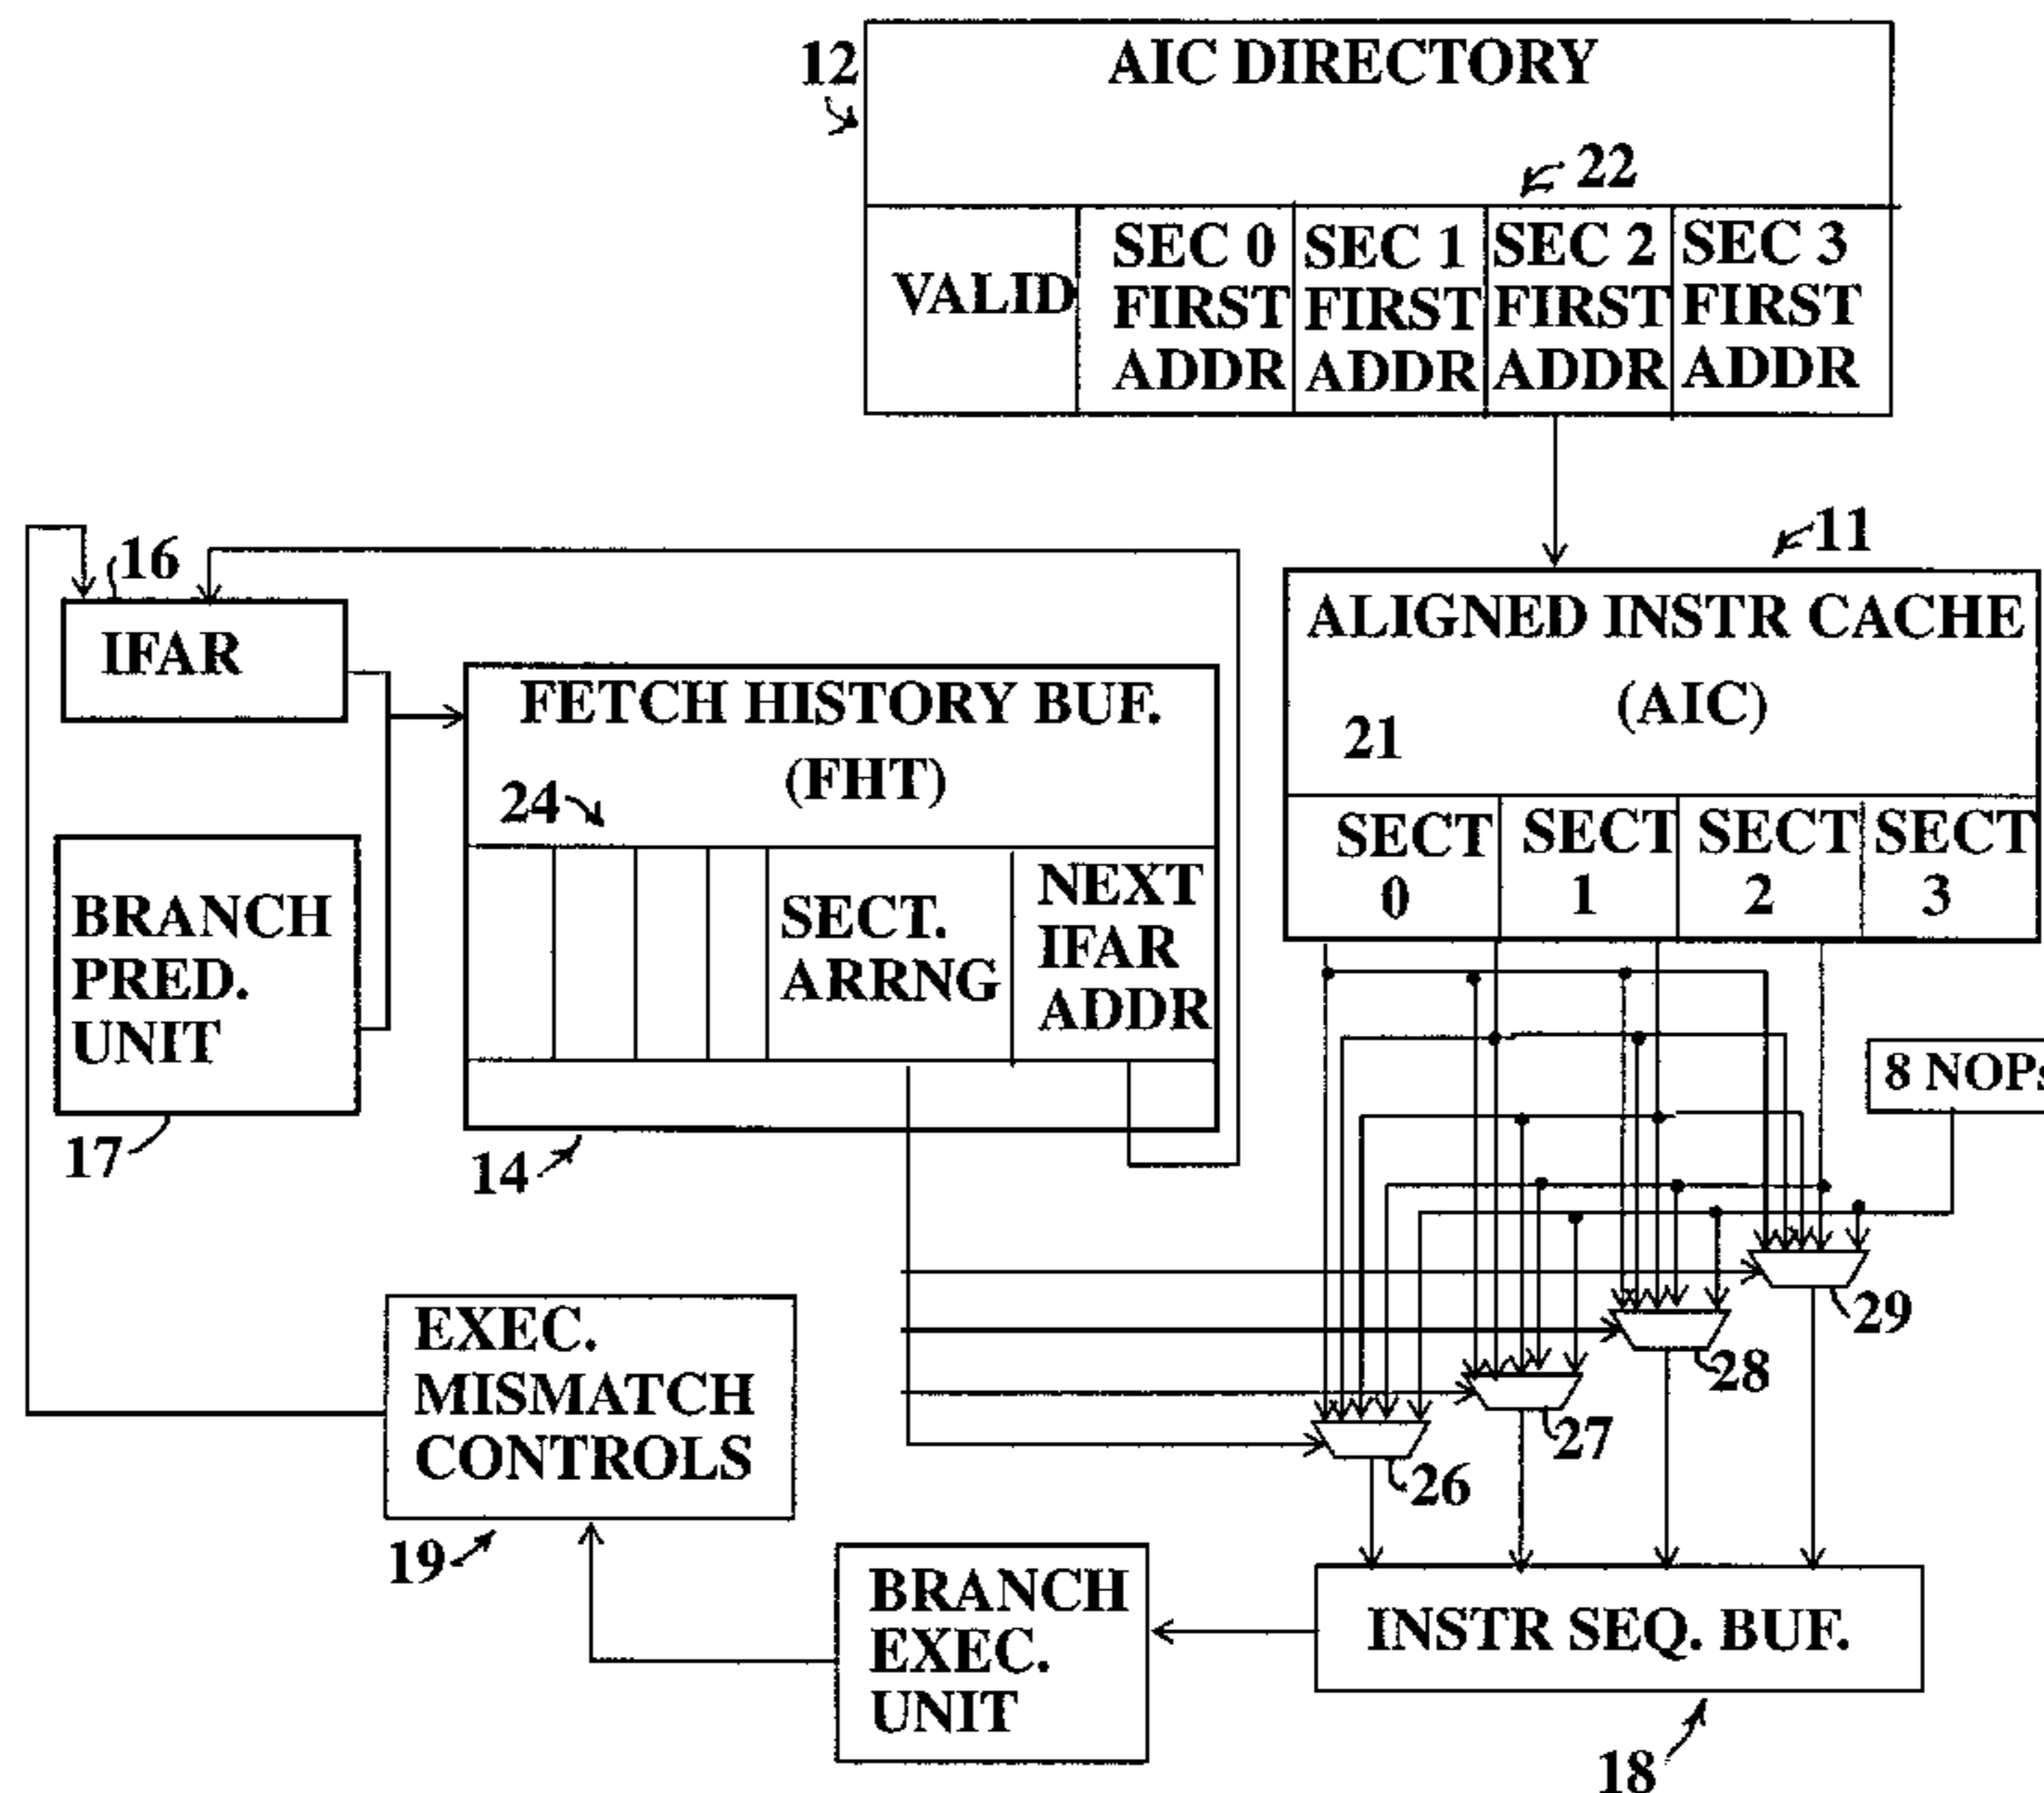 12
AIC DIRECTORY
22
VALID
SEC 0
FIRST
ADDR
SEC 1
FIRST
ADDR
SEC 2
FIRST
ADDR
SEC 3
FIRST
ADDR
11
16
IFAR
ALIGNED INSTR CACHE
(AIC)
21
SECT
0
SECT
1
SECT
2
SECT
3
FETCH HISTORY BUF.
(FHT)
24
SECT.
ARRNG
NEXT
IFAR
ADDR
BRANCH
PRED.
UNIT
17
14
8 NOPs
29
28
27
26
EXEC.
MISMATCH
CONTROLS
19
BRANCH
EXEC.
UNIT
INSTR SEQ. BUF.
18